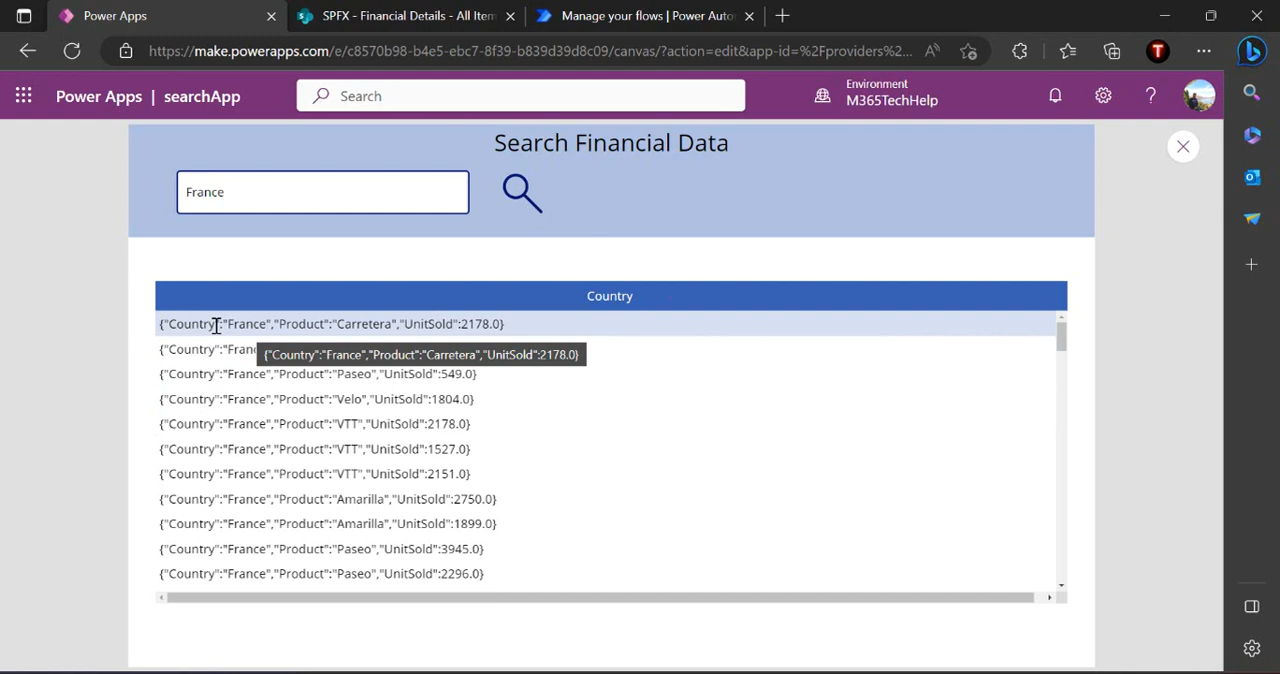 Power Apps
SPFX - Financial Details - All Item
Manage your flows | Power Auto
https://make.powerapps.com/e/c8570b98-b4e5-ebc7-8f39-b839d39d8c09/canvas/?action=edit&app-id=%2Fproviders%2...
Power Apps | searchApp
Search
Environment
M365TechHelp
Search Financial Data
France
Country
{"Country":"France","Product":"Carretera","UnitSold":2178.0}
{"Country":"Fran
{"Country":"France","Product":"Carretera","UnitSold":2178.0}
{"Country":"France","Product":"Paseo","UnitSold":549.0}
{"Country":"France","Product":"Velo","UnitSold":1804.0}
{"Country":"France","Product":"VTT","UnitSold":2178.0}
{"Country":"France","Product":"VTT","UnitSold":1527.0}
{"Country":"France","Product":"VTT","UnitSold":2151.0}
{"Country":"France","Product":"Amarilla","UnitSold":2750.0}
{"Country":"France","Product":"Amarilla","UnitSold":1899.0}
{"Country":"France","Product":"Paseo","UnitSold":3945.0}
{"Country":"France","Product":"Paseo","UnitSold":2296.0}